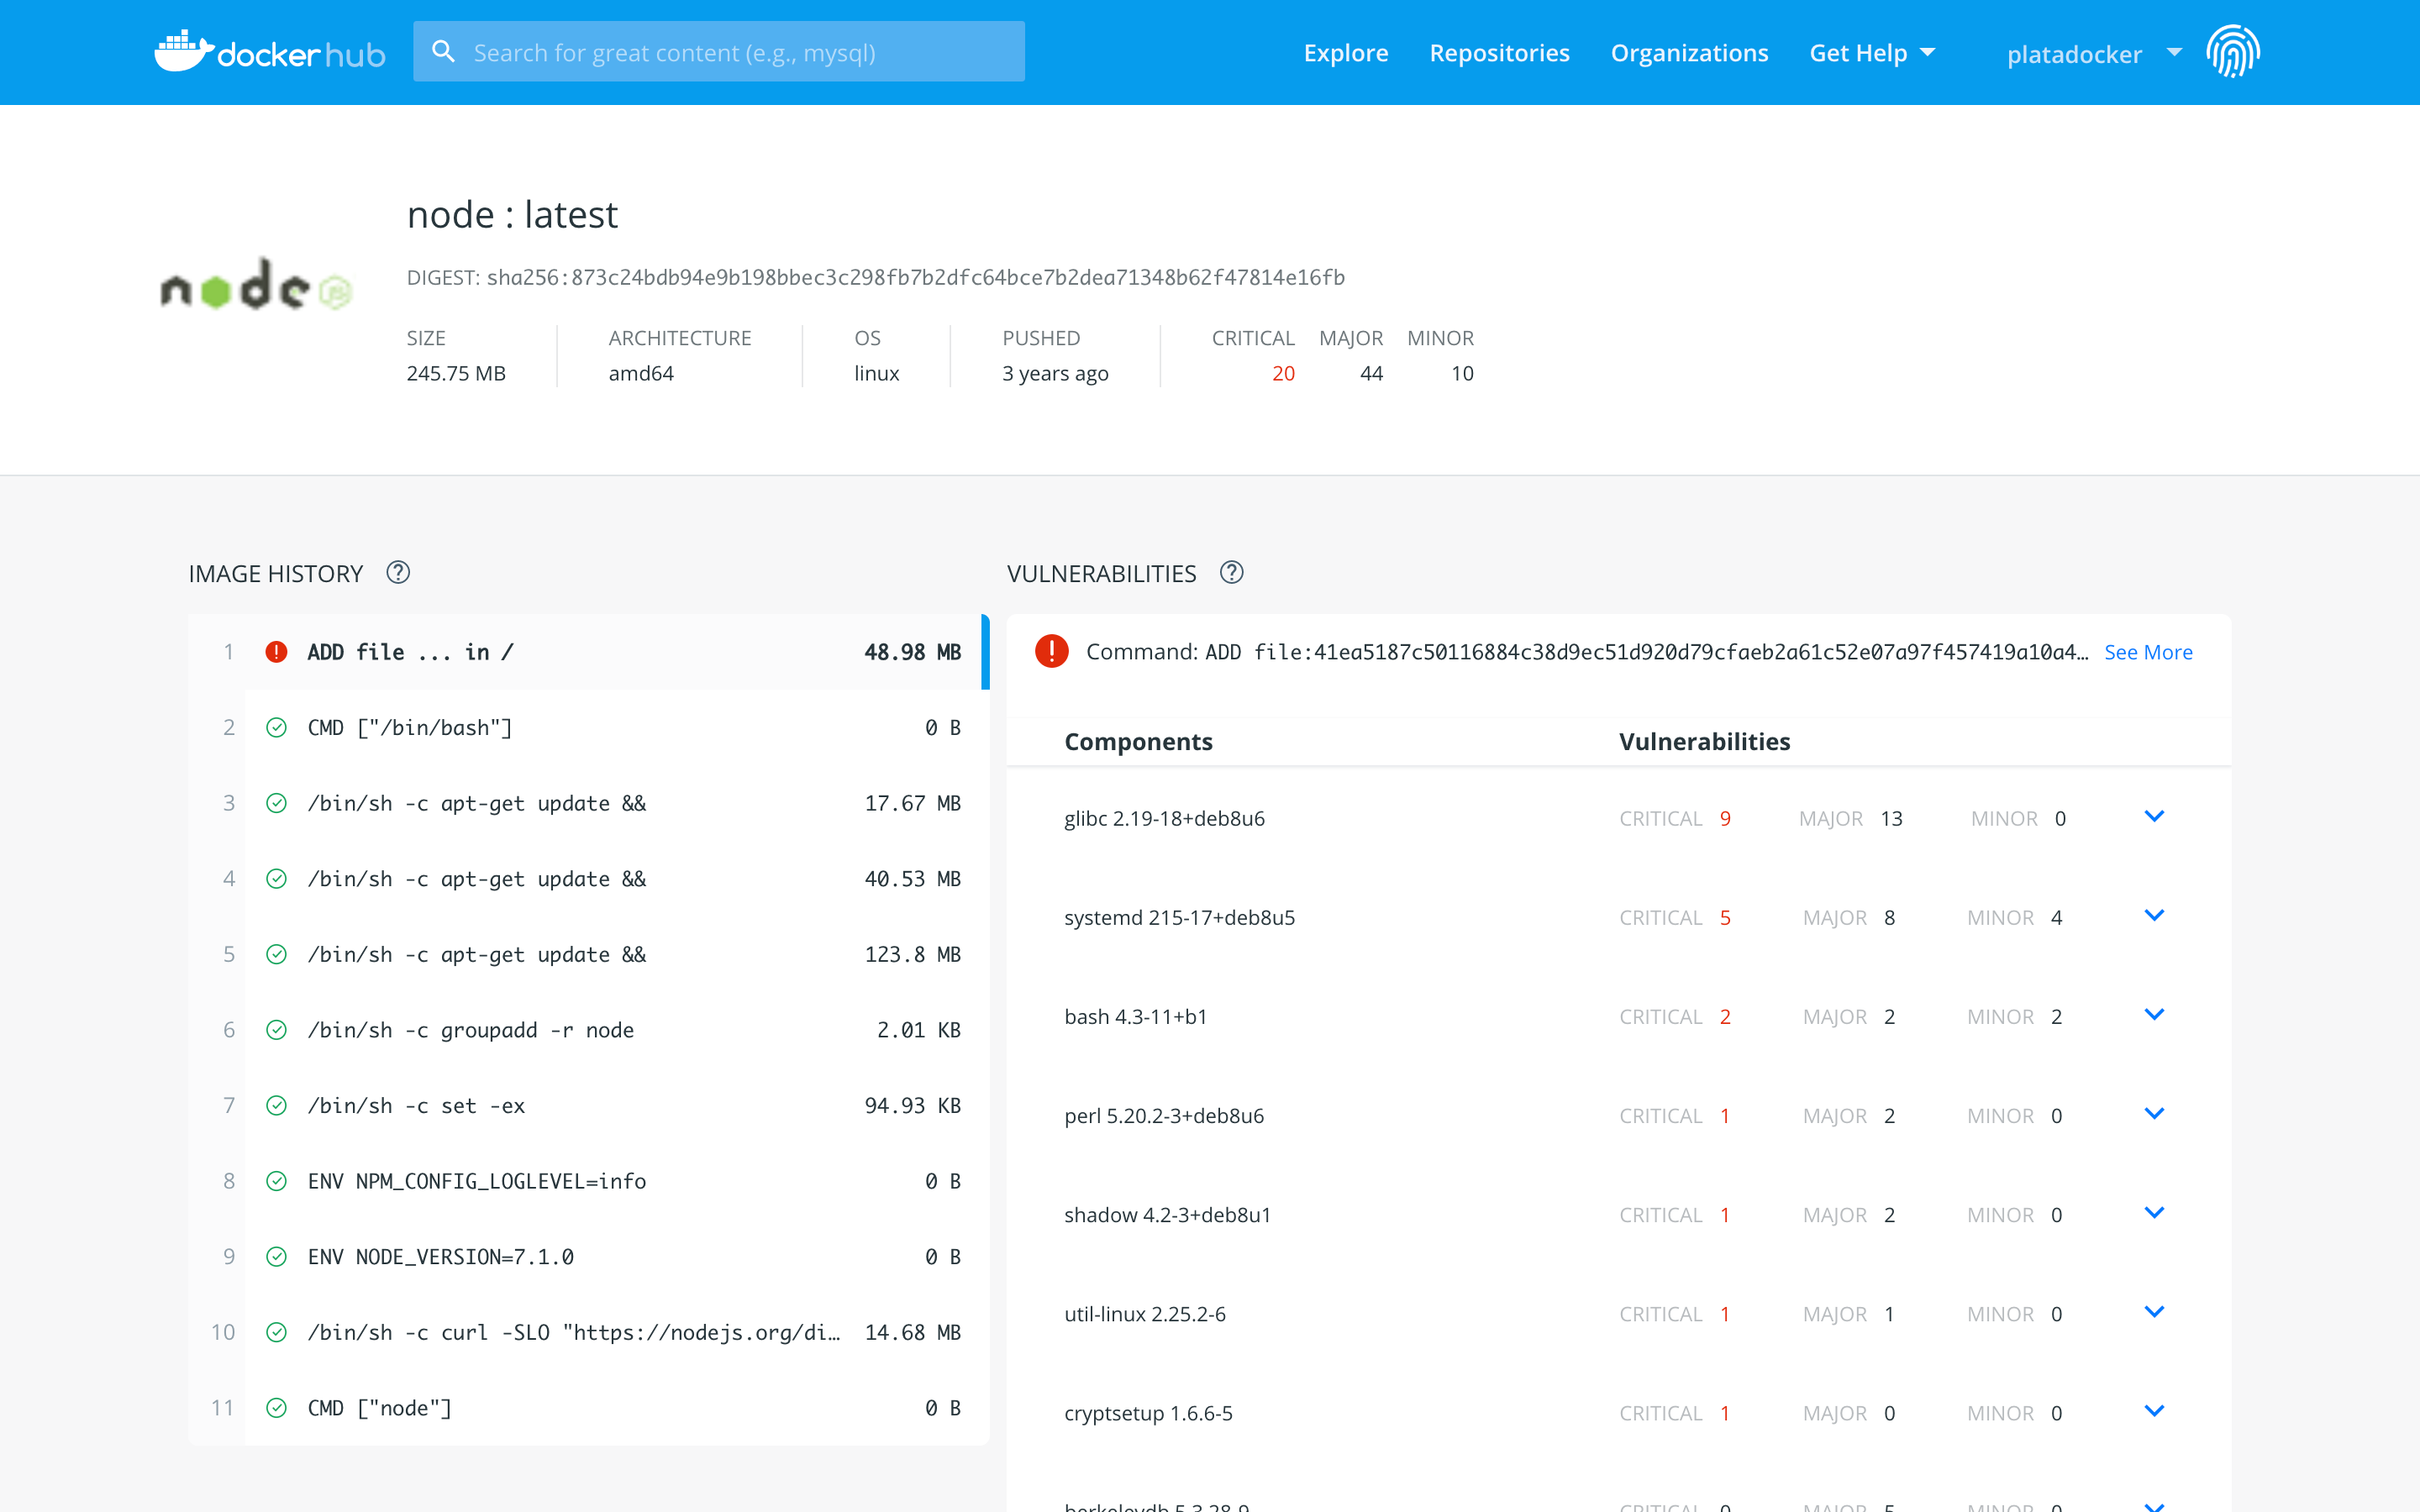 docker hub
Search for great content (e.g., mysql)
Explore
Repositories
Organizations
Get Help
platadocker
node : latest
node JS
DIGEST: sha256:873c24bdb94e9b198bbec3c298fb7b2dfc64bce7b2dea71348b62f47814e16fb
SIZE ARCHITECTURE OS PUSHED CRITICAL MAJOR MINOR
245.75 MB amd64 linux 3 years ago 20 44 10
IMAGE HISTORY
1 ADD file ... in / 48.98 MB
2 CMD ["/bin/bash"] 0 B
3 /bin/sh -c apt-get update && 17.67 MB
4 /bin/sh -c apt-get update && 40.53 MB
5 /bin/sh -c apt-get update && 123.8 MB
6 /bin/sh -c groupadd -r node 2.01 KB
7 /bin/sh -c set -ex 94.93 KB
8 ENV NPM_CONFIG_LOGLEVEL=info 0 B
9 ENV NODE_VERSION=7.1.0 0 B
10 /bin/sh -c curl -SLO "https://nodejs.org/di… 14.68 MB
11 CMD ["node"] 0 B
VULNERABILITIES
Command: ADD file:41ea5187c50116884c38d9ec51d920d79cfaeb2a61c52e07a97f457419a10a4… See More
Components Vulnerabilities
glibc 2.19-18+deb8u6 CRITICAL 9 MAJOR 13 MINOR 0
systemd 215-17+deb8u5 CRITICAL 5 MAJOR 8 MINOR 4
bash 4.3-11+b1 CRITICAL 2 MAJOR 2 MINOR 2
perl 5.20.2-3+deb8u6 CRITICAL 1 MAJOR 2 MINOR 0
shadow 4.2-3+deb8u1 CRITICAL 1 MAJOR 2 MINOR 0
util-linux 2.25.2-6 CRITICAL 1 MAJOR 1 MINOR 0
cryptsetup 1.6.6-5 CRITICAL 1 MAJOR 0 MINOR 0
berkeleydb 5.3.28-9 CRITICAL 0 MAJOR 5 MINOR 0